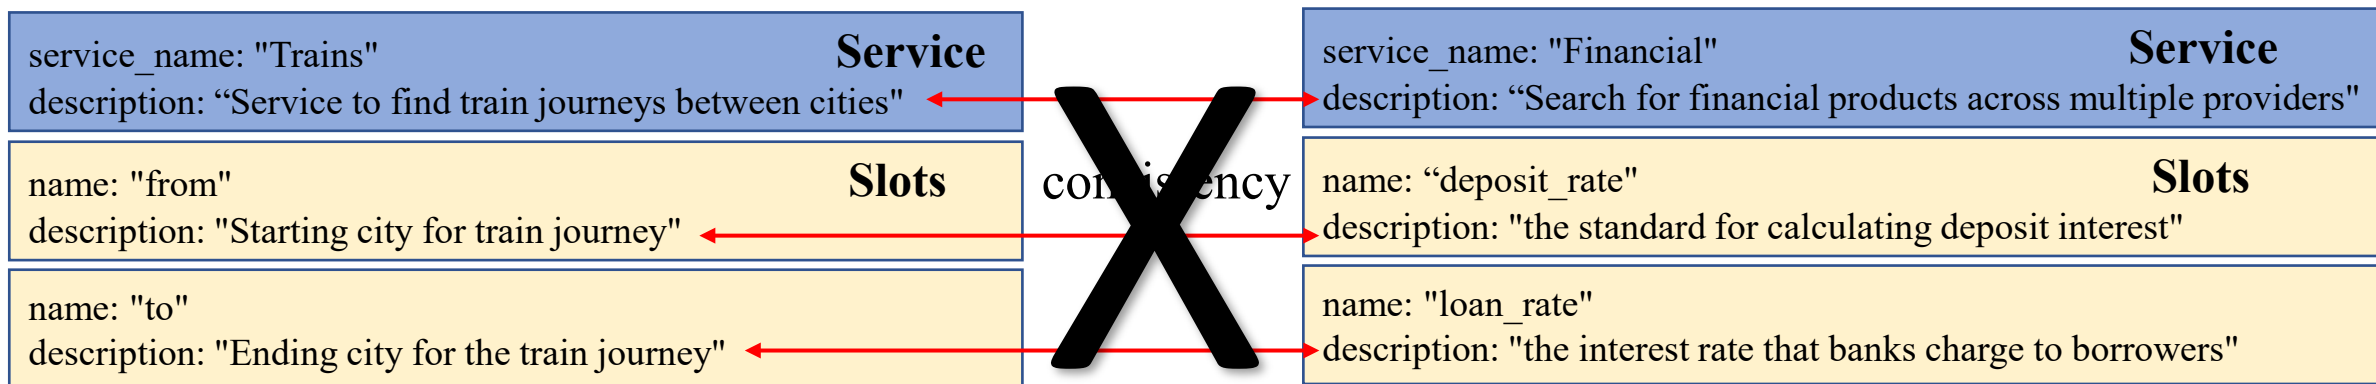 service_name: "Trains"
Service
description: “Service to find train journeys between cities"
name: "from"
Slots
description: "Starting city for train journey"
name: "to"
description: "Ending city for the train journey"
X
service_name: "Financial"
Service
description: “Search for financial products across multiple providers"
name: “deposit_rate"
Slots
description: "the standard for calculating deposit interest"
name: "loan_rate"
description: "the interest rate that banks charge to borrowers"